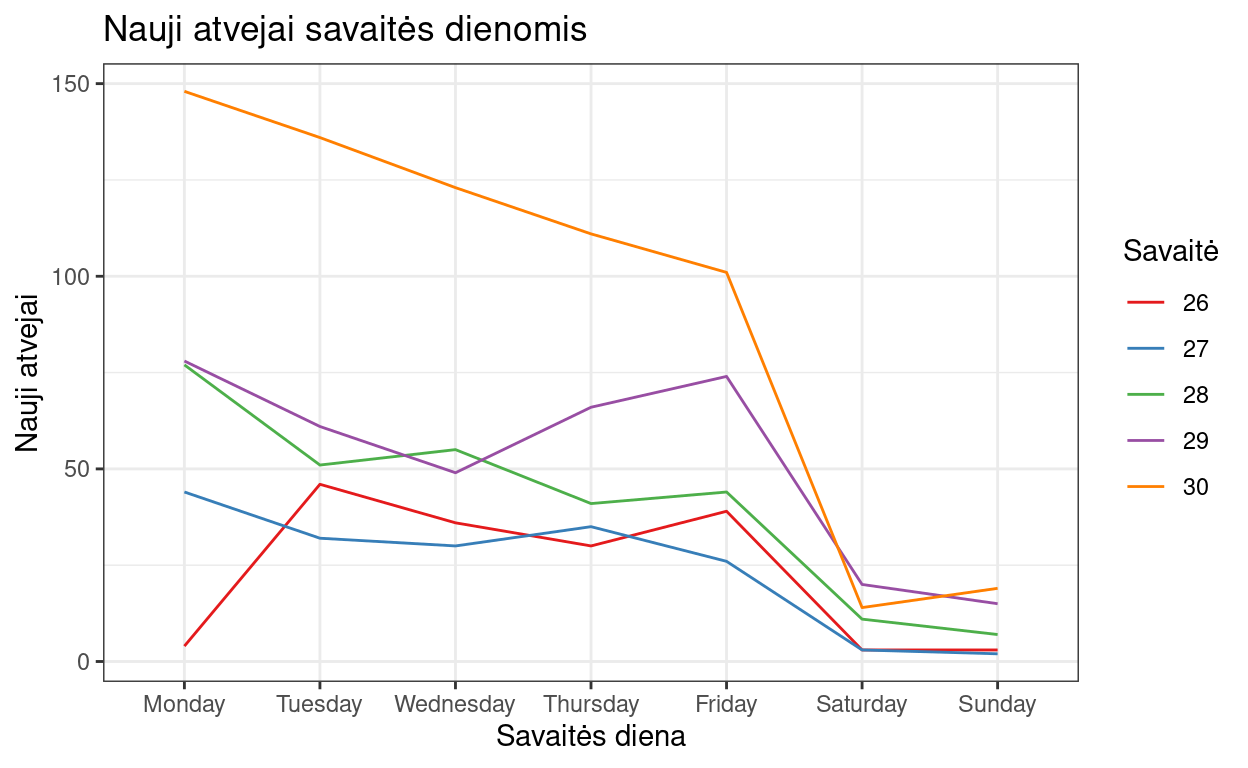 Nauji atvejai savaitės dienomis
150
100
50
0
Nauji atvejai
Monday Tuesday Wednesday Thursday Friday Saturday Sunday
Savaitės diena
Savaitė
26
27
28
29
30